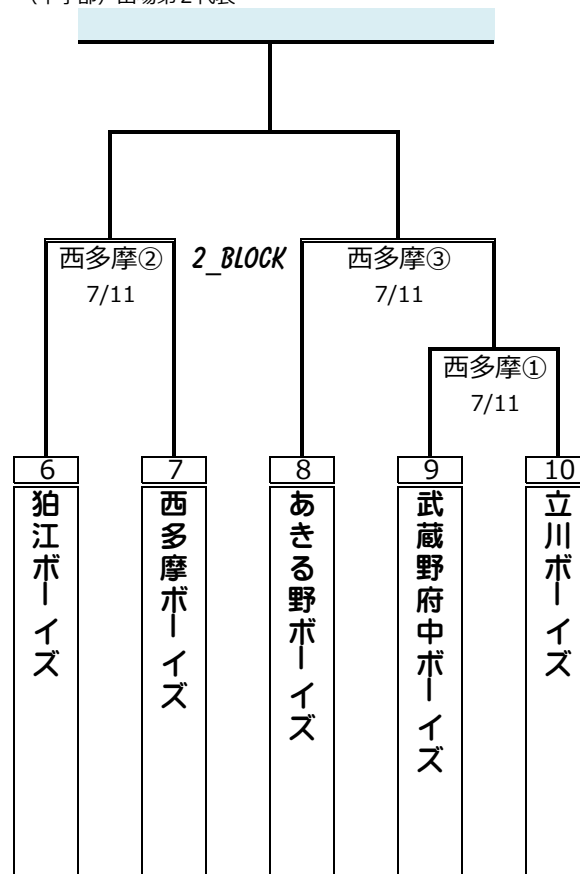 西多摩②
7/11
2_BLOCK
西多摩③
7/11
西多摩①
7/11
6
7
8
9
10
狛江ボーイズ
西多摩ボーイズ
あきる野ボーイズ
武蔵野府中ボーイズ
立川ボーイズ